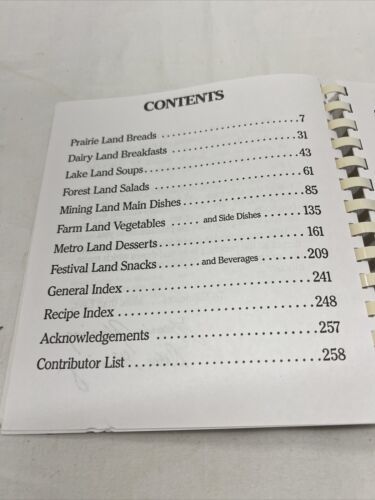 CONTENTS
Prairie Land Breads .........................7
Dairy Land Breakfasts .......................31
Lake Land Soups.............................43
Forest Land Salads ..........................61
Mining Land Main Dishes.....................85
Farm Land Vegetables ..... and Side Dishes ......135
Metro Land Desserts.........................161
Festival Land Snacks.......and Beverages .......209
General Index ..............................241
Recipe Index ...............................248
Acknowledgements ..........................257
Contributor List ............................258